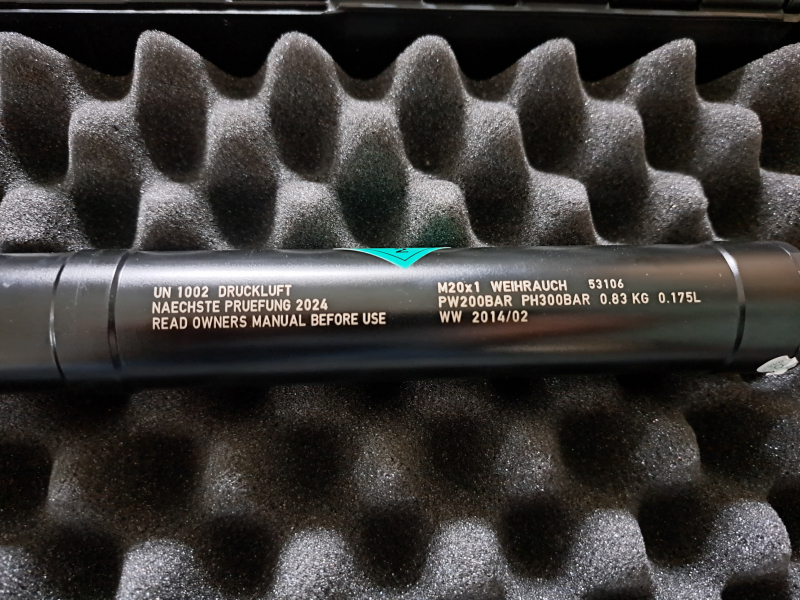 UN 1002 DRUCKLUFT
NAECHSTE PRUEFUNG 2024
READ OWNERS MANUAL BEFORE USE
M20x1 WEIHRAUCH 53106
PW200BAR PH300BAR 0.83 KG 0.175L
WW 2014/02